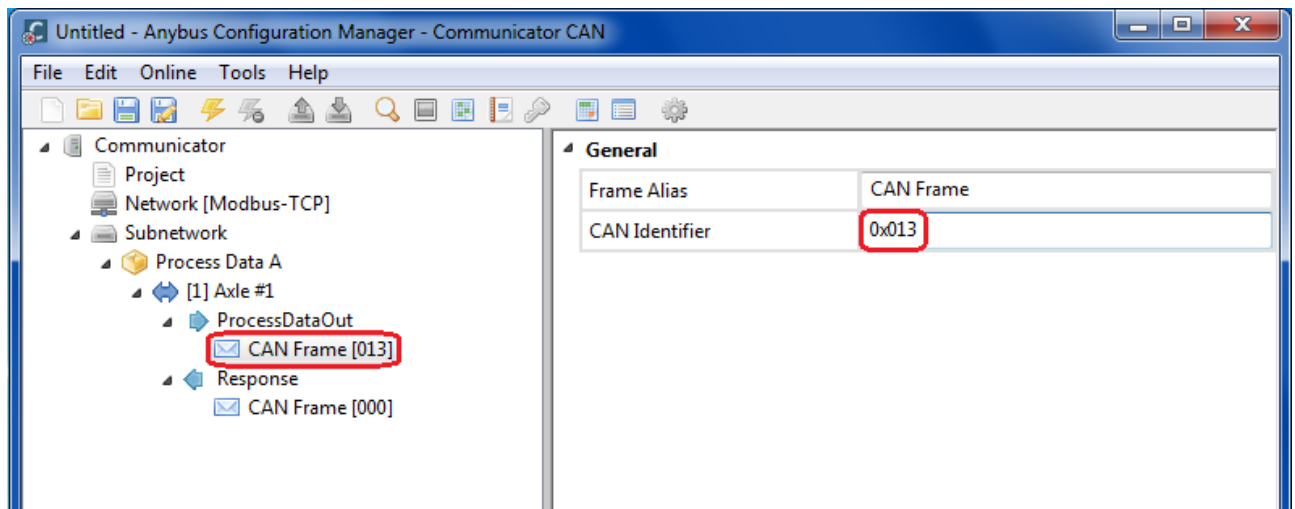 Untitled - Anybus Configuration Manager - Communicator CAN
File Edit Online Tools Help
Communicator
Project
Network [Modbus-TCP]
Subnetwork
Process Data A
[1] Axle #1
ProcessDataOut
CAN Frame [013]
Response
CAN Frame [000]
General
Frame Alias CAN Frame
CAN Identifier 0x013